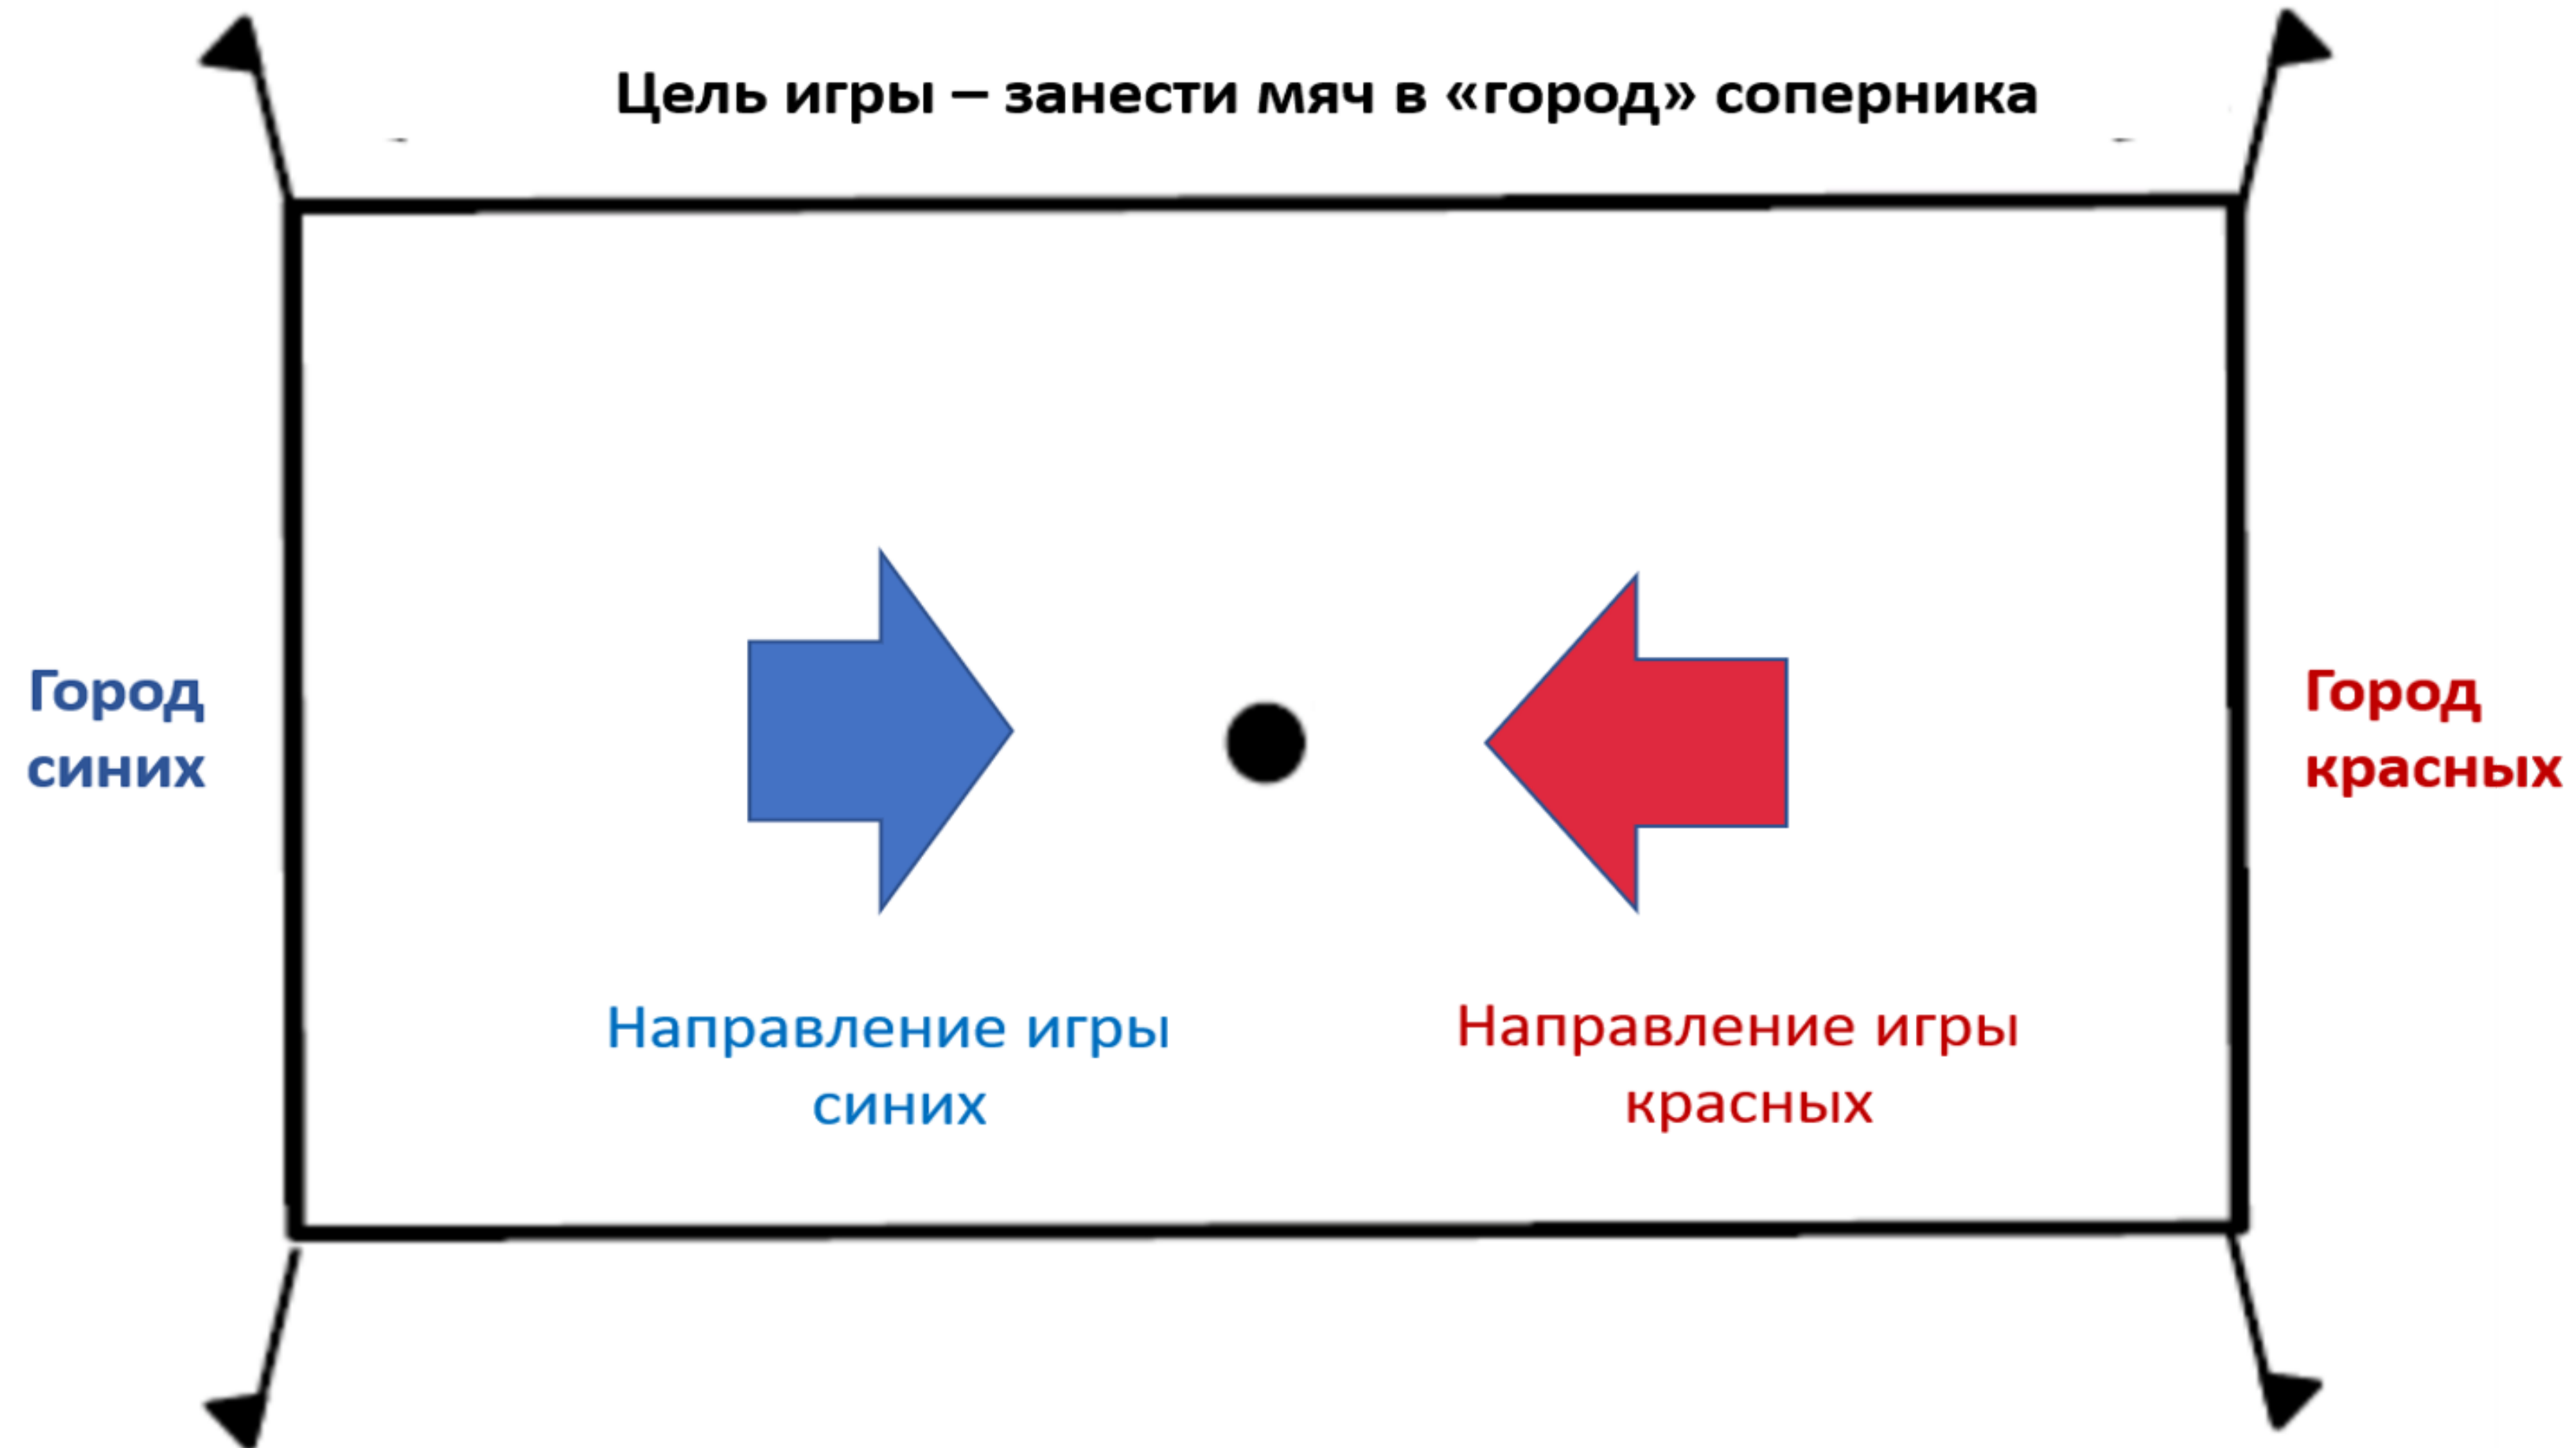 Цель игры – занести мяч в «город» соперника
Город
синих
Город
красных
Направление игры
синих
Направление игры
красных